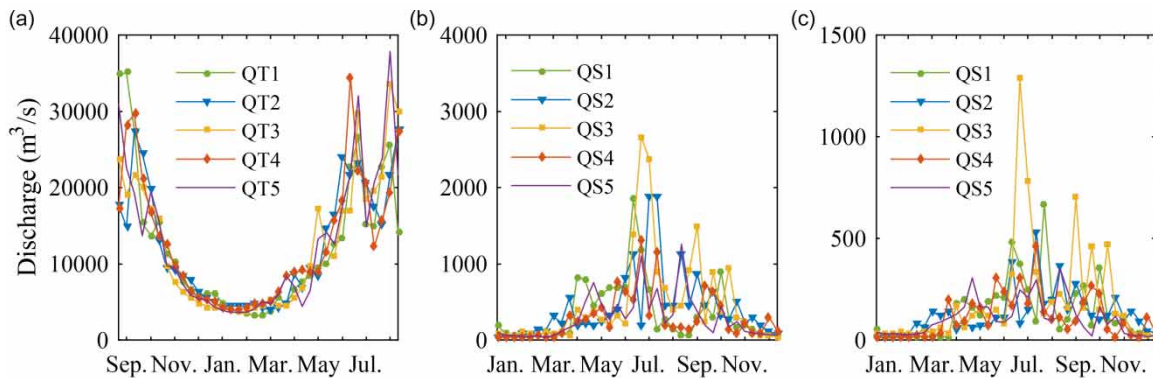 (a)
40000
30000
20000
10000
0
Discharge (m³/s)
QT1
QT2
QT3
QT4
QT5
Sep. Nov. Jan. Mar. May Jul.
(b)
4000
2000
0
QS1
QS2
QS3
QS4
QS5
Jan. Mar. May Jul. Sep. Nov.
(c)
1500
1000
500
0
QS1
QS2
QS3
QS4
QS5
Jan. Mar. May Jul. Sep. Nov.